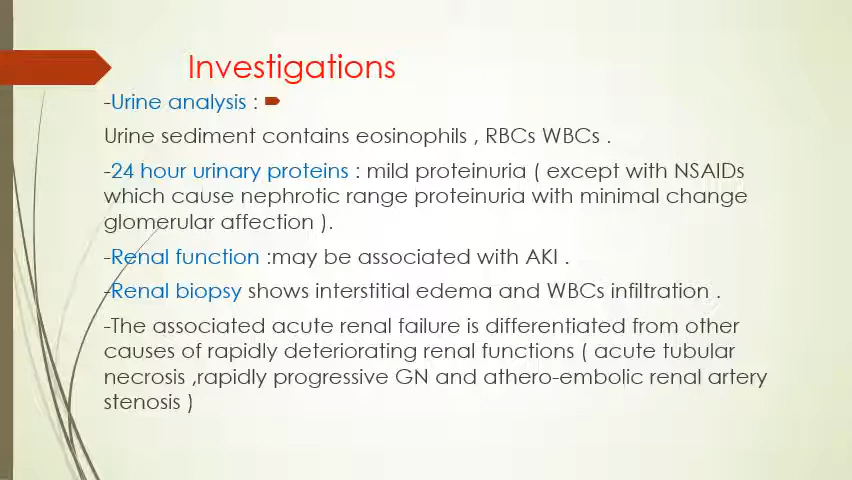 Investigations
-Urine analysis :
Urine sediment contains eosinophils , RBCs WBCs .
-24 hour urinary proteins : mild proteinuria ( except with NSAIDs
which cause nephrotic range proteinuria with minimal change
glomerular affection ).
-Renal function :may be associated with AKI .
-Renal biopsy shows interstitial edema and WBCs infiltration .
-The associated acute renal failure is differentiated from other
causes of rapidly deteriorating renal functions ( acute tubular
necrosis ,rapidly progressive GN and athero-embolic renal artery
stenosis )